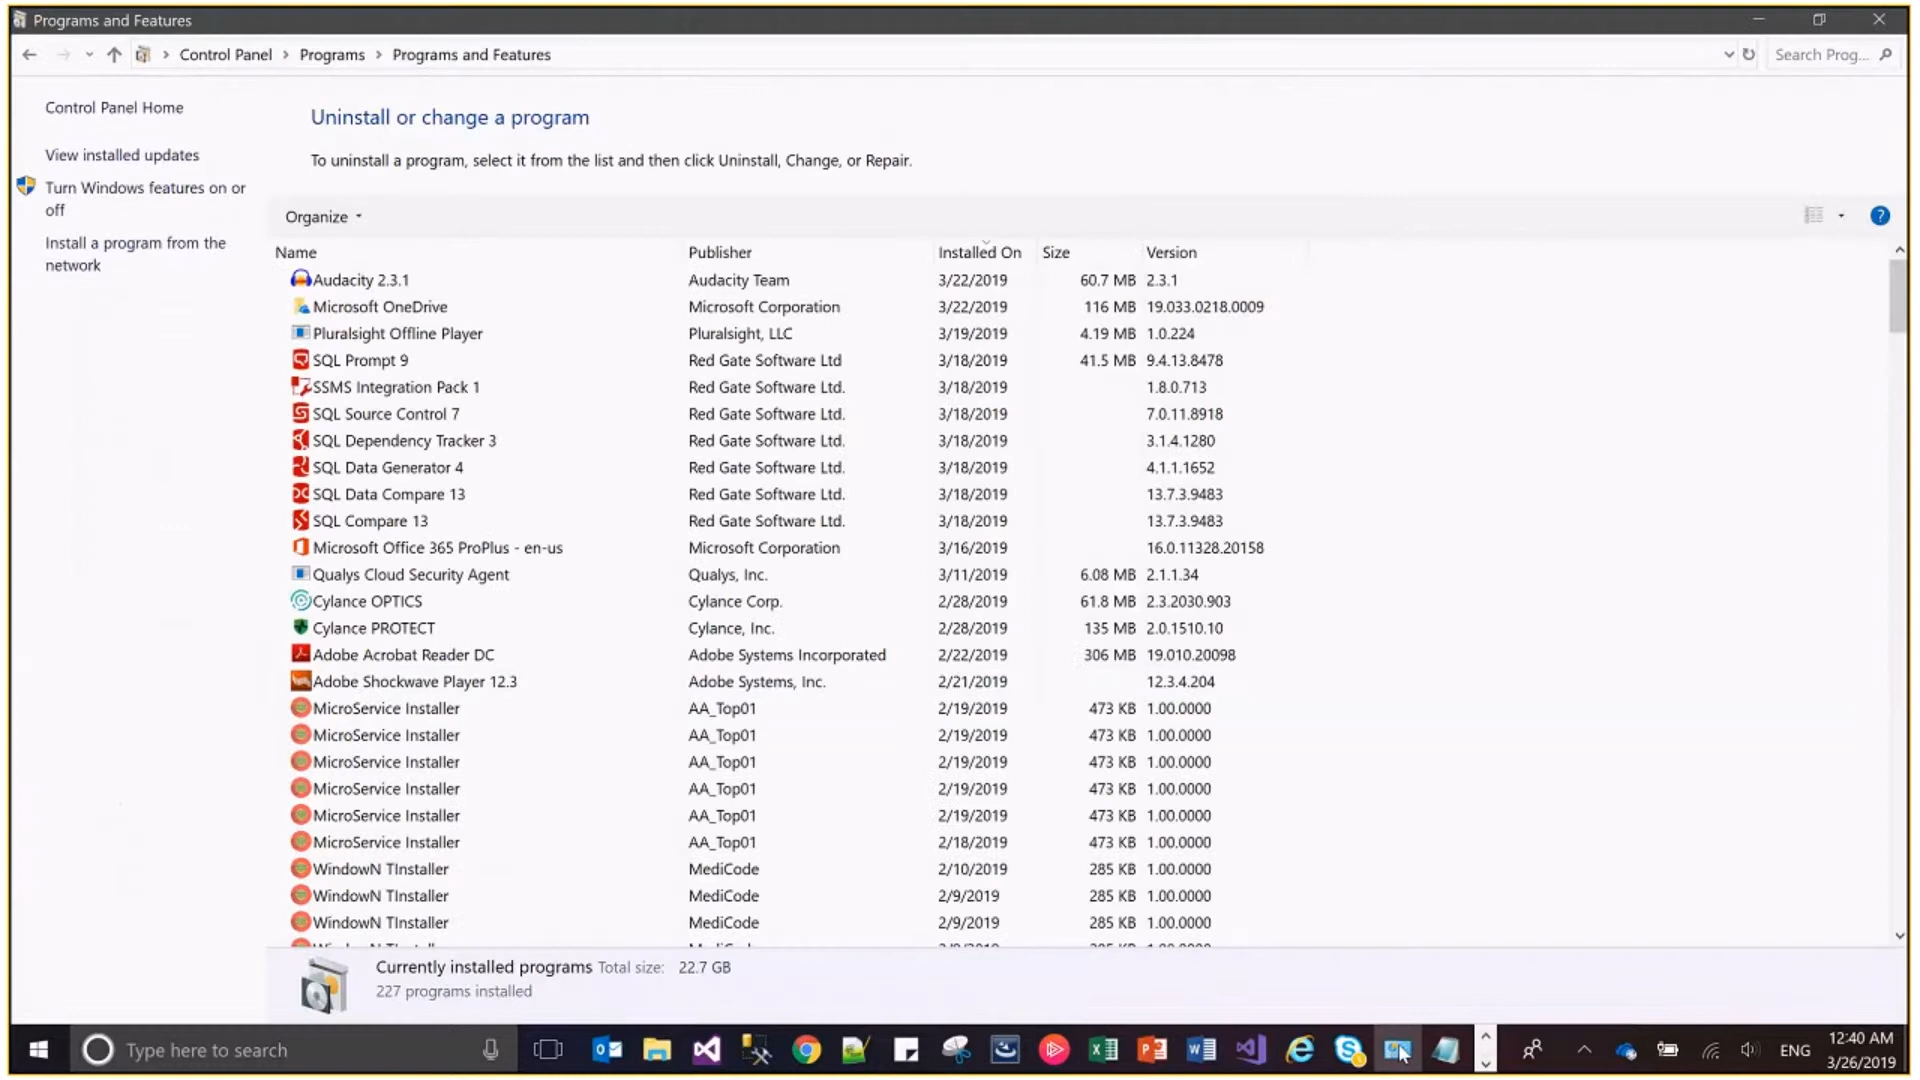 Programs and Features
Control Panel > Programs > Programs and Features
Search Prog...
Control Panel Home
View installed updates
Turn Windows features on or
off
Install a program from the
network
Uninstall or change a program
To uninstall a program, select it from the list and then click Uninstall, Change, or Repair.
Organize
Name Publisher Installed On Size Version
Audacity 2.3.1 Audacity Team 3/22/2019 60.7 MB 2.3.1
Microsoft OneDrive Microsoft Corporation 3/22/2019 116 MB 19.033.0218.0009
Pluralsight Offline Player Pluralsight, LLC 3/19/2019 4.19 MB 1.0.224
SQL Prompt 9 Red Gate Software Ltd 3/18/2019 41.5 MB 9.4.13.8478
SSMS Integration Pack 1 Red Gate Software Ltd. 3/18/2019 1.8.0.713
SQL Source Control 7 Red Gate Software Ltd. 3/18/2019 7.0.11.8918
SQL Dependency Tracker 3 Red Gate Software Ltd. 3/18/2019 3.1.4.1280
SQL Data Generator 4 Red Gate Software Ltd. 3/18/2019 4.1.1.1652
SQL Data Compare 13 Red Gate Software Ltd. 3/18/2019 13.7.3.9483
SQL Compare 13 Red Gate Software Ltd. 3/18/2019 13.7.3.9483
Microsoft Office 365 ProPlus - en-us Microsoft Corporation 3/16/2019 16.0.11328.20158
Qualys Cloud Security Agent Qualys, Inc. 3/11/2019 6.08 MB 2.1.1.34
Cylance OPTICS Cylance Corp. 2/28/2019 61.8 MB 2.3.2030.903
Cylance PROTECT Cylance, Inc. 2/28/2019 135 MB 2.0.1510.10
Adobe Acrobat Reader DC Adobe Systems Incorporated 2/22/2019 306 MB 19.010.20098
Adobe Shockwave Player 12.3 Adobe Systems, Inc. 2/21/2019 12.3.4.204
MicroService Installer AA_Top01 2/19/2019 473 KB 1.00.0000
MicroService Installer AA_Top01 2/19/2019 473 KB 1.00.0000
MicroService Installer AA_Top01 2/19/2019 473 KB 1.00.0000
MicroService Installer AA_Top01 2/19/2019 473 KB 1.00.0000
MicroService Installer AA_Top01 2/19/2019 473 KB 1.00.0000
MicroService Installer AA_Top01 2/18/2019 473 KB 1.00.0000
WindowN TInstaller MediCode 2/10/2019 285 KB 1.00.0000
WindowN TInstaller MediCode 2/9/2019 285 KB 1.00.0000
WindowN TInstaller MediCode 2/9/2019 285 KB 1.00.0000
Currently installed programs Total size: 22.7 GB
227 programs installed
Type here to search
ENG
12:40 AM
3/26/2019